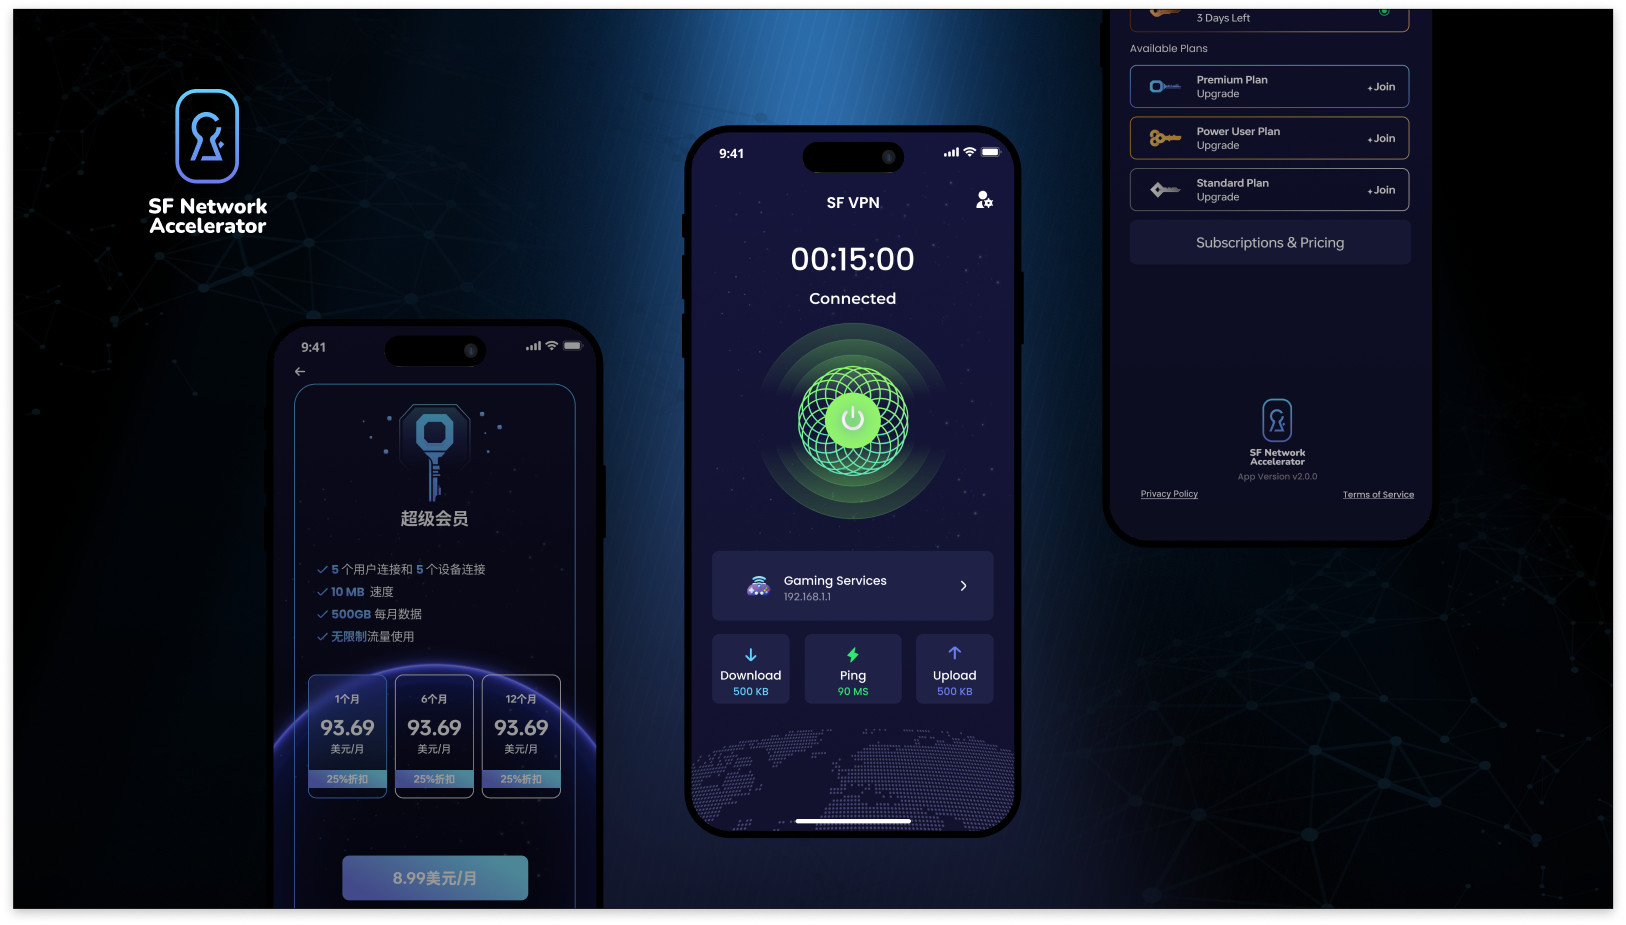 SF Network
Accelerator
9:41
超级会员
5 个用户连接和 5 个设备连接
10 MB 速度
500GB 每月数据
无限制流量使用
1个月
93.69
美元/月
25%折扣
6个月
93.69
美元/月
25%折扣
12个月
93.69
美元/月
25%折扣
8.99美元/月
9:41
SF VPN
00:15:00
Connected
Gaming Services
192.168.1.1
Download
500 KB
Ping
90 MS
Upload
500 KB
3 Days Left
Available Plans
Premium Plan
Upgrade
+Join
Power User Plan
Upgrade
+Join
Standard Plan
Upgrade
+Join
Subscriptions & Pricing
SF Network
Accelerator
App Version v2.0.0
Privacy Policy
Terms of Service